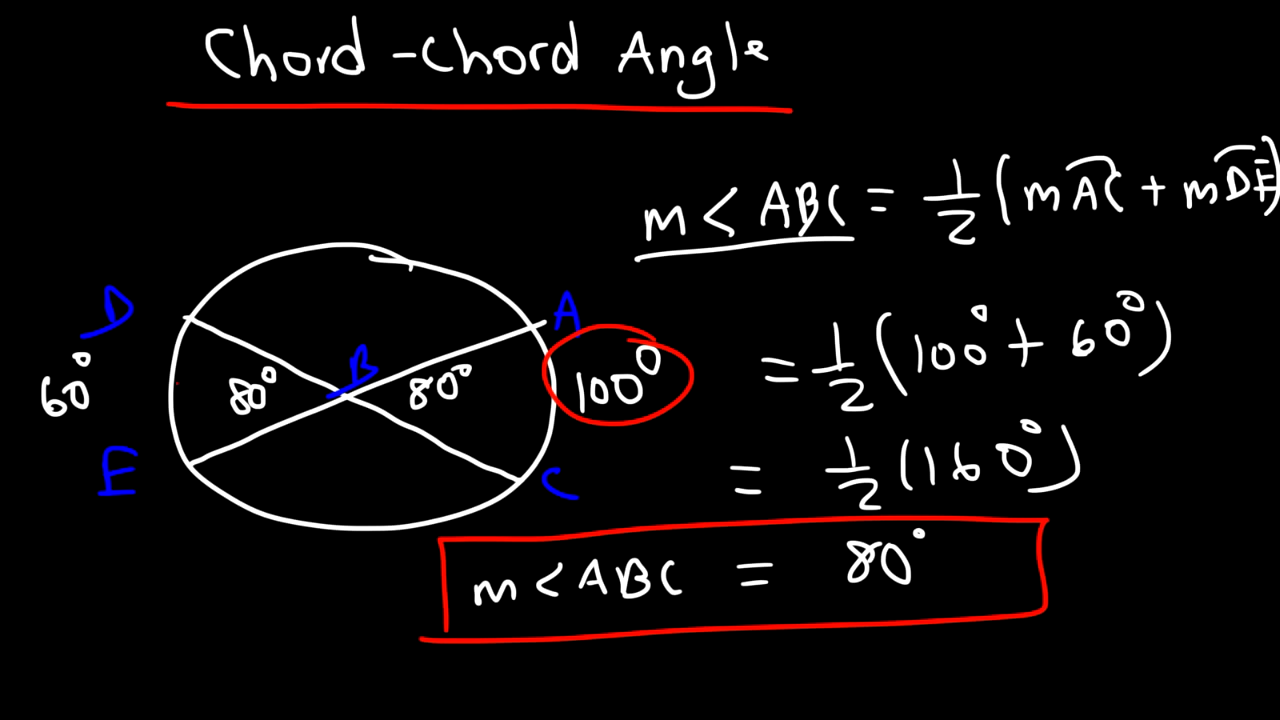 Chord-Chord Angle
m<ABC = 1/2 (mAC + mDE)
D
A
B
60°
80°
80°
100°
= 1/2 (100° + 60°)
E
C
= 1/2 (160°)
m<ABC = 80°